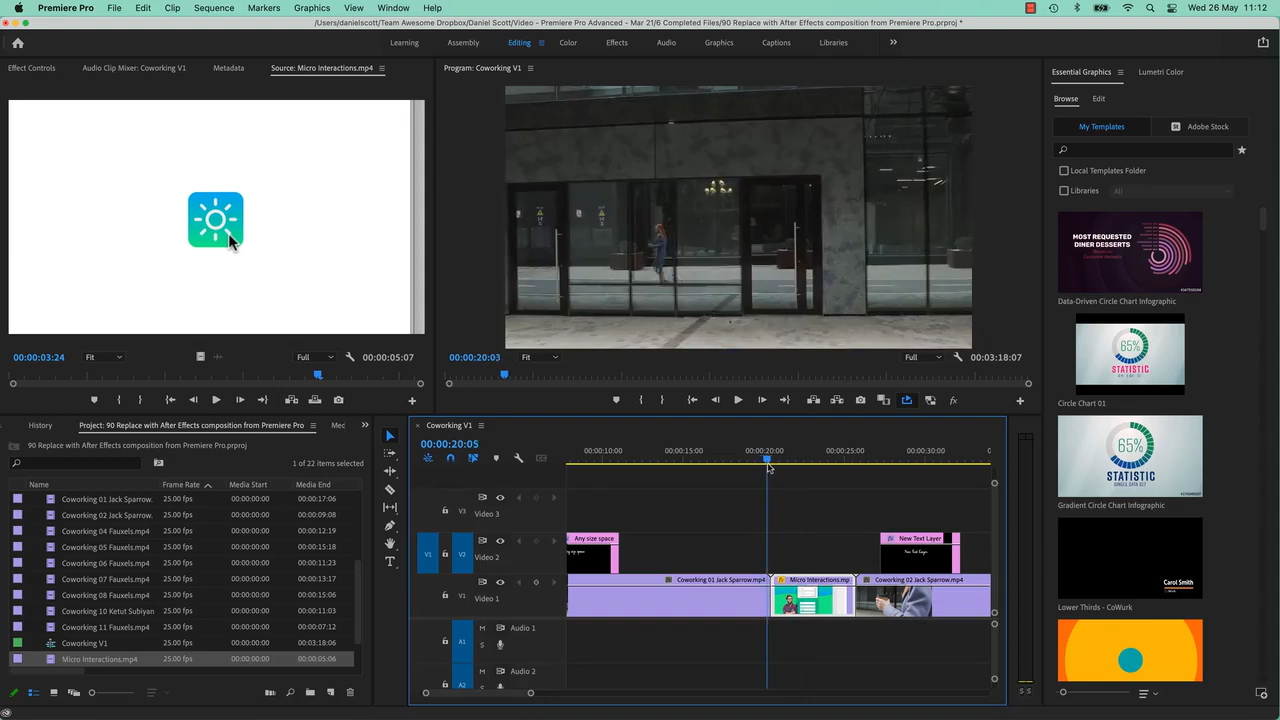 Premiere Pro File Edit Clip Sequence Markers Graphics View Window Help Wed 26 May 11:12
/Users/danielscott/Team Awesome Dropbox/Daniel Scott/Video - Premiere Pro Advanced - Mar 21/6 Completed Files/90 Replace with After Effects composition from Premiere Pro.prproj *
Learning Assembly Editing Color Effects Audio Graphics Captions Libraries
Effect Controls Audio Clip Mixer: Coworking V1 Metadata Source: Micro Interactions.mp4
Program: Coworking V1
Essential Graphics Lumetri Color
Browse Edit
My Templates St Adobe Stock
Local Templates Folder
Libraries All
MOST REQUESTED
DINER DESSERTS
Data-Driven Circle Chart Infographic
65%
STATISTIC
Circle Chart 01
65%
STATISTIC
Gradient Circle Chart Infographic
Carol Smith
Lower Thirds - CoWurk
00:00:03:24 Fit Full 00:00:05:07
00:00:20:03 Fit Full 00:03:18:07
fx
History Project: 90 Replace with After Effects composition from Premiere Pro Med
90 Replace with After Effects composition from Premiere Pro.prproj
1 of 22 items selected
Name Frame Rate Media Start Media End
Coworking 01 Jack Sparrow. 25.00 fps 00:00:00:00 00:00:17:06
Coworking 02 Jack Sparrow. 25.00 fps 00:00:00:00 00:00:09:08
Coworking 04 Fauxels.mp4 25.00 fps 00:00:00:00 00:00:12:19
Coworking 05 Fauxels.mp4 25.00 fps 00:00:00:00 00:00:15:18
Coworking 06 Fauxels.mp4 25.00 fps 00:00:00:00 00:00:11:23
Coworking 07 Fauxels.mp4 25.00 fps 00:00:00:00 00:00:13:17
Coworking 08 Fauxels.mp4 25.00 fps 00:00:00:00 00:00:15:14
Coworking 10 Ketut Subiyan 25.00 fps 00:00:00:00 00:00:11:03
Coworking 11 Fauxels.mp4 25.00 fps 00:00:00:00 00:00:07:12
Coworking V1 25.00 fps 00:00:00:00 00:03:18:06
Micro Interactions.mp4 25.00 fps 00:00:00:00 00:00:05:06
Coworking V1
00:00:20:05
00:00:10:00 00:00:15:00 00:00:20:00 00:00:25:00 00:00:30:00
V3 Video 3
V1 V2 Video 2
Any size space
New Text Layer
New Text Layer
V1 Video 1
Coworking 01 Jack Sparrow.mp4
fx Micro Interactions.mp
Coworking 02 Jack Sparrow.mp4
A1 M S Audio 1
A2 M S Audio 2
S S